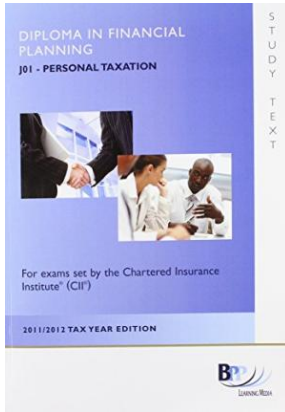 DIPLOMA IN FINANCIAL
PLANNING
J01 - PERSONAL TAXATION
STUDY TEXT
For exams set by the Chartered Insurance
Institute® (CII®)
2011/2012 TAX YEAR EDITION
BPP
LEARNING MEDIA